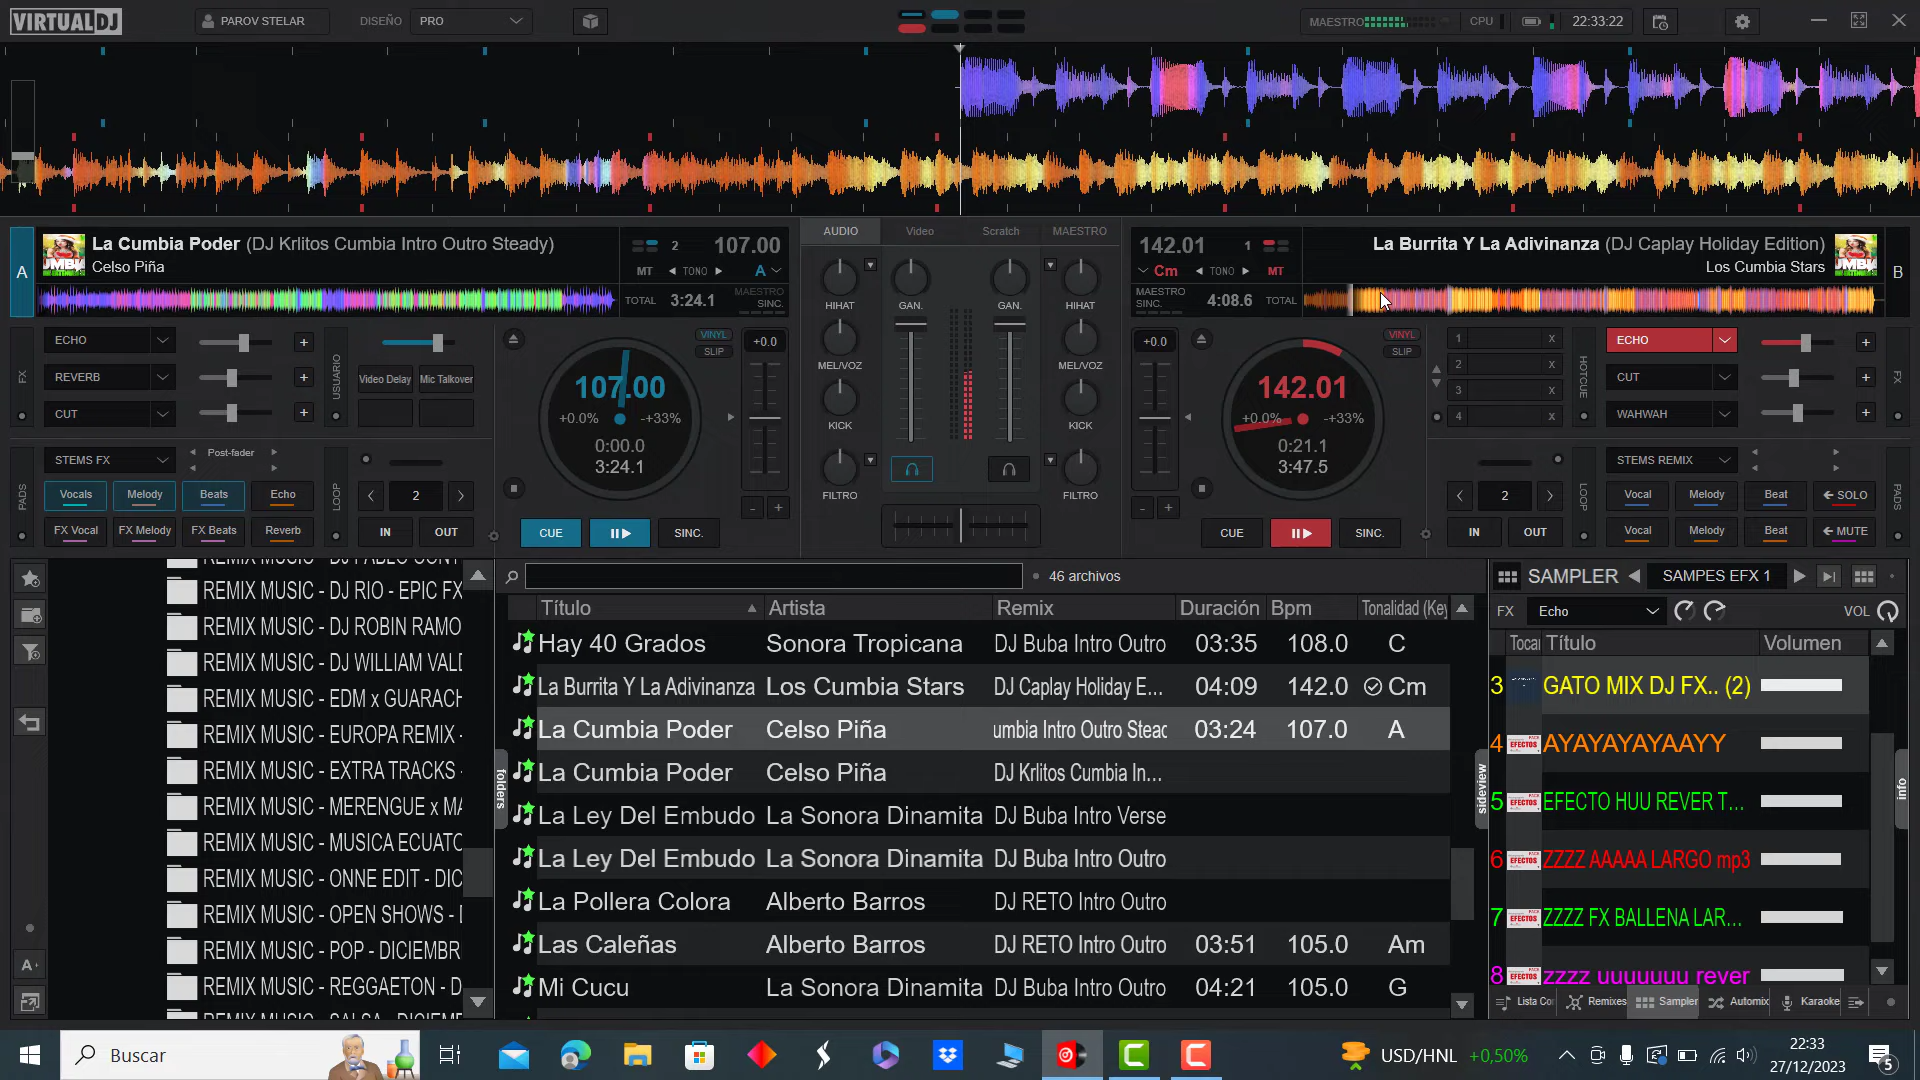 VIRTUALDJ
PAROV STELAR
DISEÑO
PRO
MAESTRO
CPU
22:33:22
A
La Cumbia Poder (DJ Krlitos Cumbia Intro Outro Steady)
Celso Piña
2
107.00
MT
TONO
A
TOTAL
3:24.1
MAESTRO
SINC.
AUDIO
Video
Scratch
MAESTRO
142.01
1
Cm
TONO
MT
MAESTRO
SINC.
4:08.6
TOTAL
La Burrita Y La Adivinanza (DJ Caplay Holiday Edition)
Los Cumbia Stars
B
FX
ECHO
REVERB
CUT
USUARIO
Video Delay
Mic Talkover
VINYL
SLIP
107.00
+0.0%
-+33%
0:00.0
3:24.1
+0.0
HIHAT
GAN.
GAN.
HIHAT
MEL/VOZ
MEL/VOZ
KICK
KICK
FILTRO
FILTRO
+0.0
VINYL
SLIP
142.01
+0.0%
-+33%
0:21.1
3:47.5
1
X
2
X
3
X
4
X
HOTCUE
ECHO
CUT
WAHWAH
FX
PADS
STEMS FX
Post-fader
Vocals
Melody
Beats
Echo
FX Vocal
FX Melody
FX Beats
Reverb
LOOP
2
IN
OUT
CUE
SINC.
CUE
SINC.
2
IN
OUT
LOOP
STEMS REMIX
Vocal
Melody
Beat
SOLO
Vocal
Melody
Beat
MUTE
PADS
REMIX MUSIC - DJ RIO - EPIC FX
REMIX MUSIC - DJ ROBIN RAMO
REMIX MUSIC - DJ WILLIAM VALD
REMIX MUSIC - EDM x GUARACH
REMIX MUSIC - EUROPA REMIX -
REMIX MUSIC - EXTRA TRACKS -
REMIX MUSIC - MERENGUE x MA
REMIX MUSIC - MUSICA ECUATO
REMIX MUSIC - ONNE EDIT - DIC
REMIX MUSIC - OPEN SHOWS - D
REMIX MUSIC - POP - DICIEMBR
REMIX MUSIC - REGGAETON - D
REMIX MUSIC - SALSA - DICIEMB
folders
46 archivos
Título Artista Remix Duración Bpm Tonalidad (Key
Hay 40 Grados Sonora Tropicana DJ Buba Intro Outro 03:35 108.0 C
La Burrita Y La Adivinanza Los Cumbia Stars DJ Caplay Holiday E... 04:09 142.0 Cm
La Cumbia Poder Celso Piña umbia Intro Outro Stead 03:24 107.0 A
La Cumbia Poder Celso Piña DJ Krlitos Cumbia In...
La Ley Del Embudo La Sonora Dinamita DJ Buba Intro Verse
La Ley Del Embudo La Sonora Dinamita DJ Buba Intro Outro
La Pollera Colora Alberto Barros DJ RETO Intro Outro
Las Caleñas Alberto Barros DJ RETO Intro Outro 03:51 105.0 Am
Mi Cucu La Sonora Dinamita DJ Buba Intro Outro 04:21 105.0 G
sideview
SAMPLER
SAMPES EFX 1
FX
Echo
VOL
Tocar Título Volumen
3 GATO MIX DJ FX.. (2)
4 EFECTOS AYAYAYAYAAYY
5 EFECTOS EFECTO HUU REVER T...
6 EFECTOS ZZZZ AAAAA LARGO mp3
7 EFECTOS ZZZZ FX BALLENA LAR...
8 EFECTOS zzzz uuuuuuu rever
info
Lista Cor
Remixes
Sampler
Automix
Karaoke
Buscar
USD/HNL +0,50%
22:33
27/12/2023
5